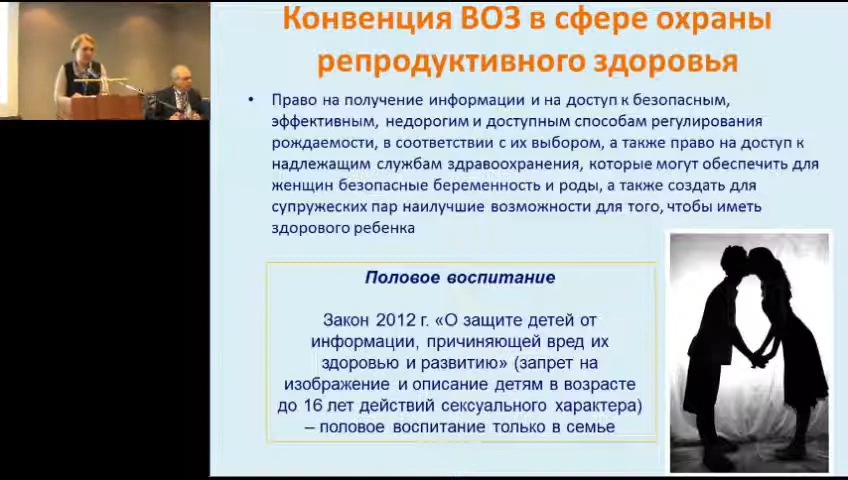 Конвенция ВОЗ в сфере охраны
репродуктивного здоровья
• Право на получение информации и на доступ к безопасным,
эффективным, недорогим и доступным способам регулирования
рождаемости, в соответствии с их выбором, а также право на доступ к
надлежащим службам здравоохранения, которые могут обеспечить для
женщин безопасные беременность и роды, а также создать для
супружеских пар наилучшие возможности для того, чтобы иметь
здорового ребенка
Половое воспитание
Закон 2012 г. «О защите детей от
информации, причиняющей вред их
здоровью и развитию» (запрет на
изображение и описание детям в возрасте
до 16 лет действий сексуального характера)
– половое воспитание только в семье